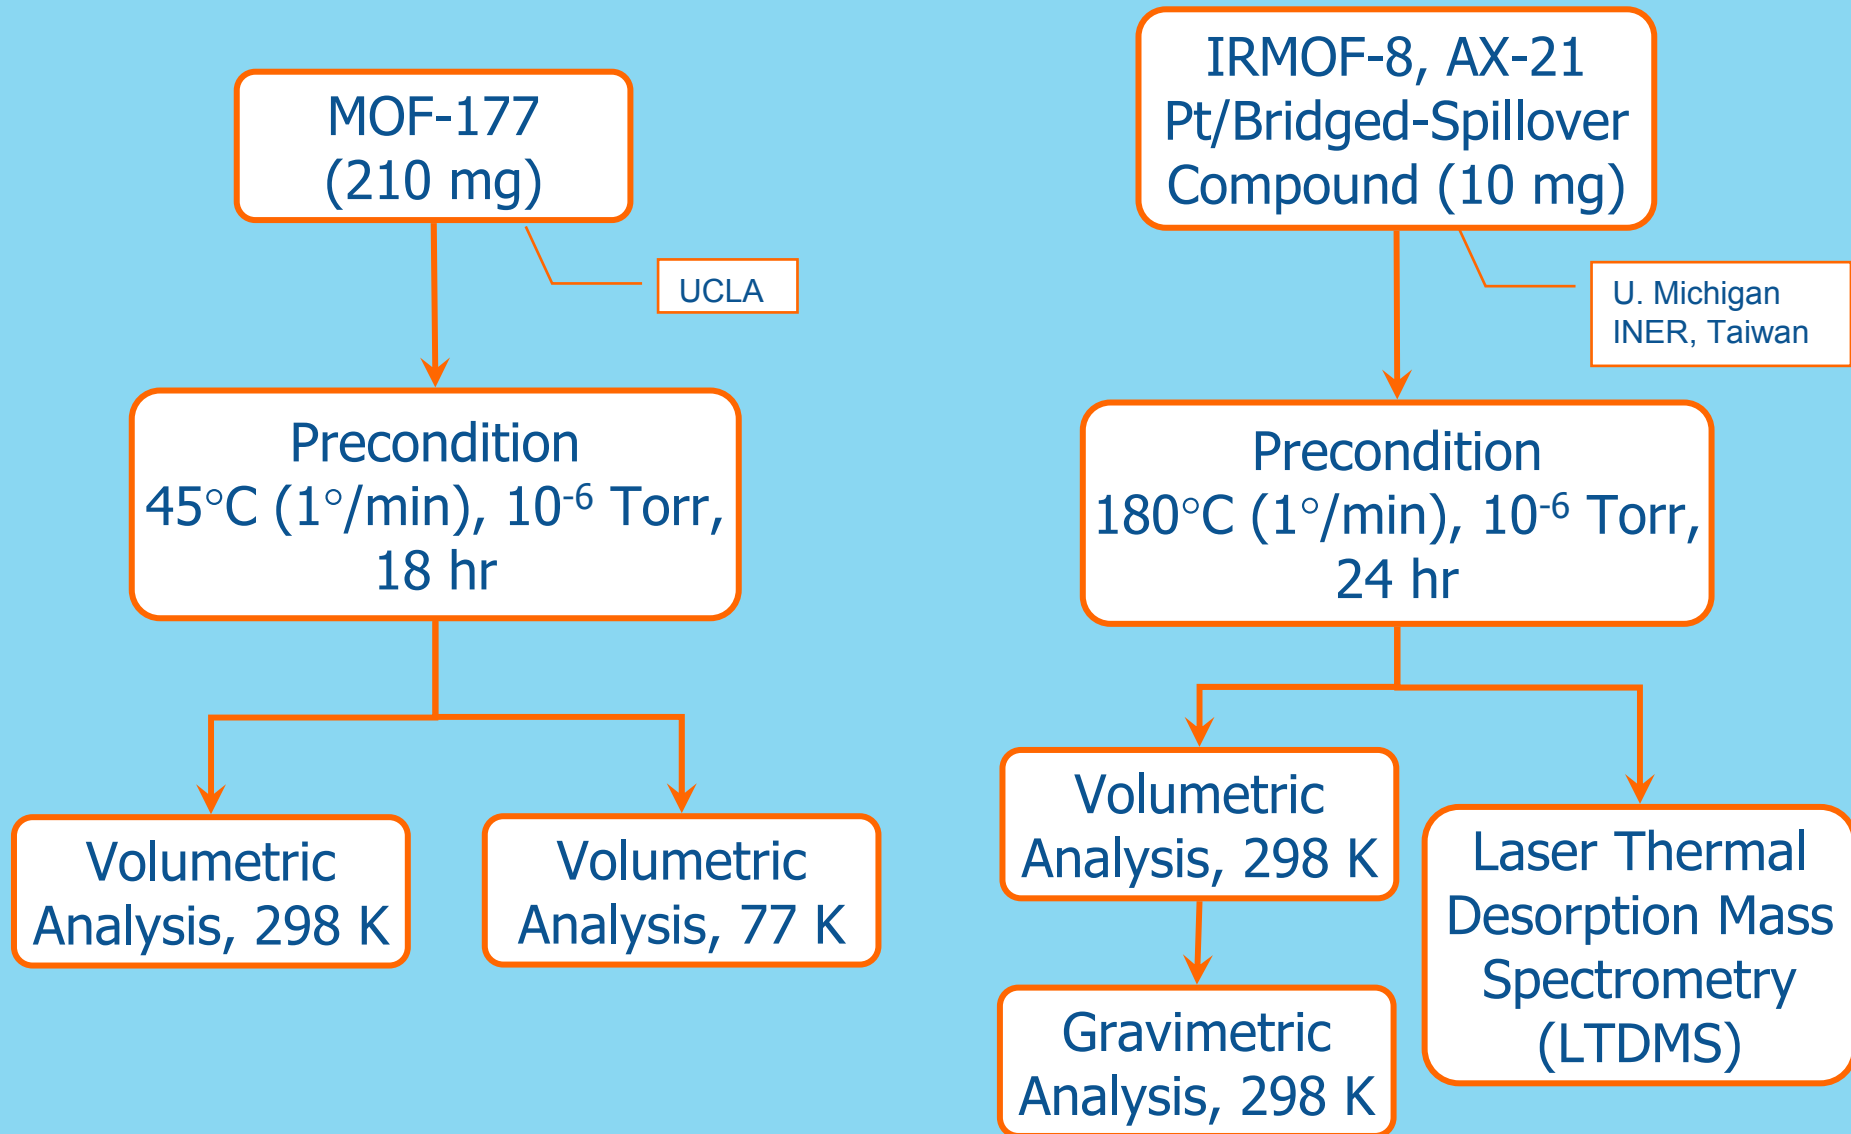 MOF-177
(210 mg)
UCLA
Precondition
45°C (1°/min), 10⁻⁶ Torr,
18 hr
Volumetric
Analysis, 298 K
Volumetric
Analysis, 77 K
IRMOF-8, AX-21
Pt/Bridged-Spillover
Compound (10 mg)
U. Michigan
INER, Taiwan
Precondition
180°C (1°/min), 10⁻⁶ Torr,
24 hr
Volumetric
Analysis, 298 K
Gravimetric
Analysis, 298 K
Laser Thermal
Desorption Mass
Spectrometry
(LTDMS)